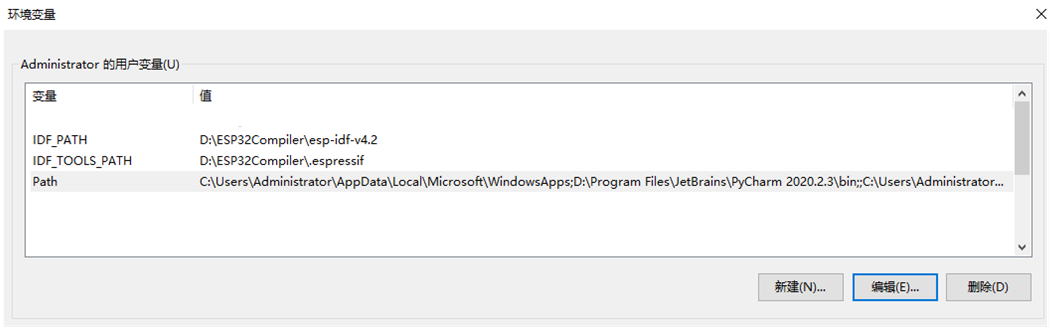 环境变量
Administrator 的用户变量(U)
变量 值
IDF_PATH D:\ESP32Compiler\esp-idf-v4.2
IDF_TOOLS_PATH D:\ESP32Compiler\.espressif
Path C:\Users\Administrator\AppData\Local\Microsoft\WindowsApps;D:\Program Files\JetBrains\PyCharm 2020.2.3\bin;;C:\Users\Administrator...
新建(N)... 编辑(E)... 删除(D)